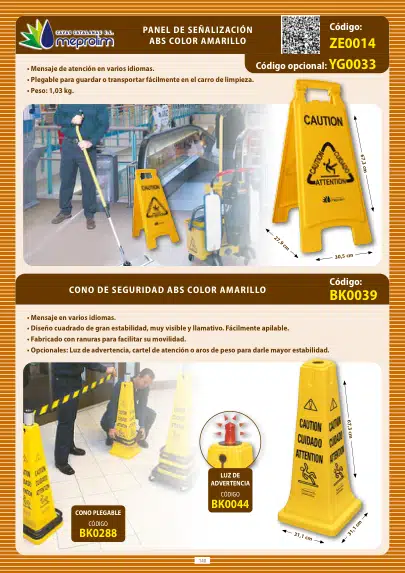 CAFES CATALANAS S.L.
meprolim
PANEL DE SEÑALIZACIÓN
ABS COLOR AMARILLO
Código:
ZE0014
Código opcional: YG0033
• Mensaje de atención en varios idiomas.
• Plegable para guardar o transportar fácilmente en el carro de limpieza.
• Peso: 1,03 kg.
CAUTION
CAUTION
CUIDADO
ATTENTION
67,3 cm
27,9 cm
30,5 cm
CONO DE SEGURIDAD ABS COLOR AMARILLO
Código:
BK0039
• Mensaje en varios idiomas.
• Diseño cuadrado de gran estabilidad, muy visible y llamativo. Fácilmente apilable.
• Fabricado con ranuras para facilitar su movilidad.
• Opcionales: Luz de advertencia, cartel de atención o aros de peso para darle mayor estabilidad.
CAUTION
CUIDADO
ATTENTION
LUZ DE
ADVERTENCIA
CÓDIGO
BK0044
CONO PLEGABLE
CÓDIGO
BK0288
31,1 cm
31,1 cm